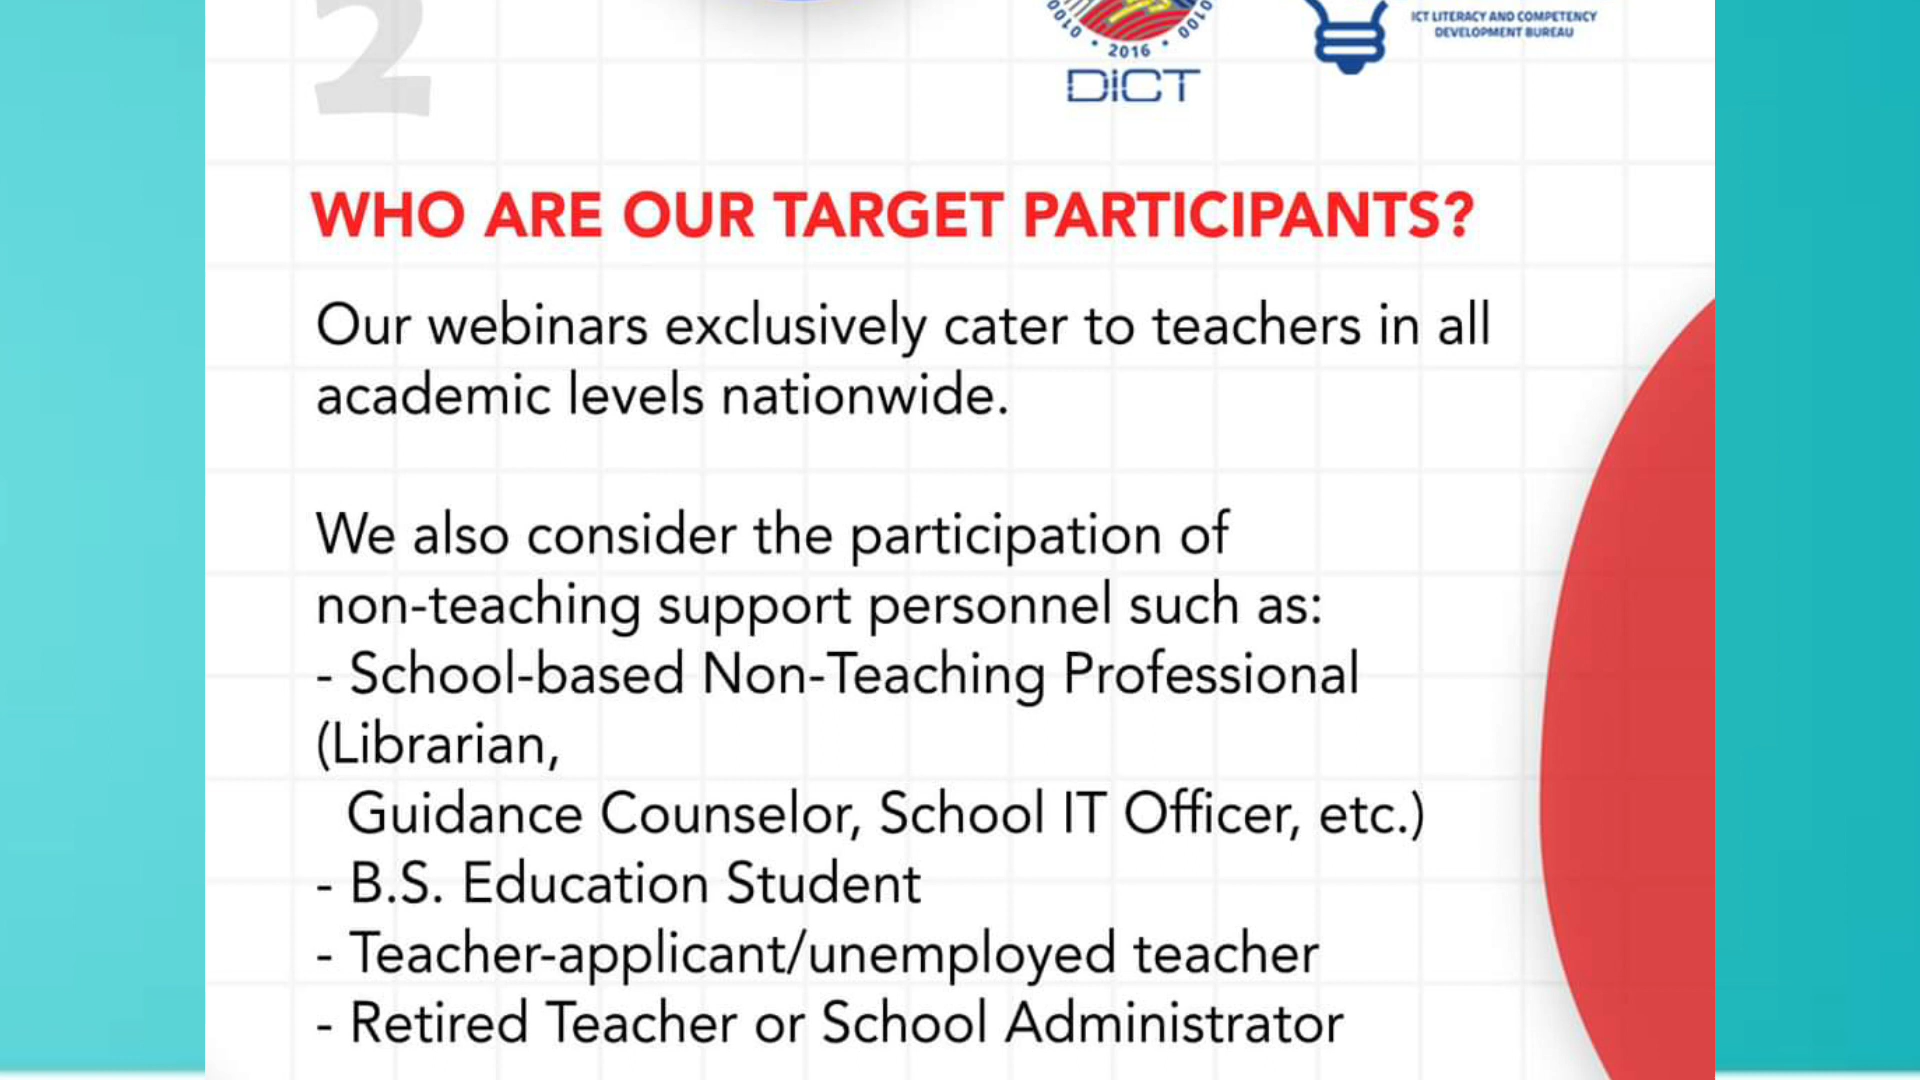 2
• 2016 •
DICT
ICT LITERACY AND COMPETENCY
DEVELOPMENT BUREAU
WHO ARE OUR TARGET PARTICIPANTS?
Our webinars exclusively cater to teachers in all
academic levels nationwide.
We also consider the participation of
non-teaching support personnel such as:
- School-based Non-Teaching Professional
(Librarian,
Guidance Counselor, School IT Officer, etc.)
- B.S. Education Student
- Teacher-applicant/unemployed teacher
- Retired Teacher or School Administrator